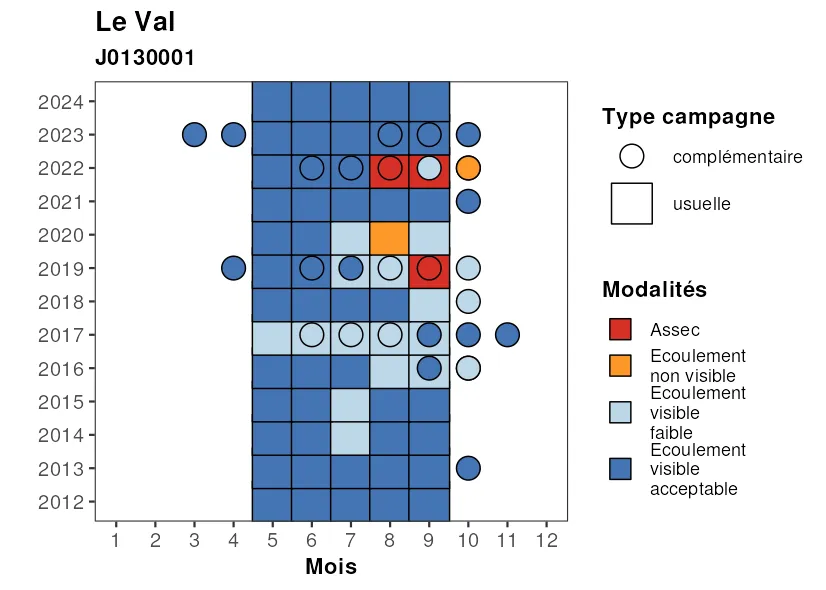 Le Val
J0130001
2024
2023
2022
2021
2020
2019
2018
2017
2016
2015
2014
2013
2012
1 2 3 4 5 6 7 8 9 10 11 12
Mois
Type campagne
complémentaire
usuelle
Modalités
Assec
Ecoulement
non visible
Ecoulement
visible
faible
Ecoulement
visible
acceptable